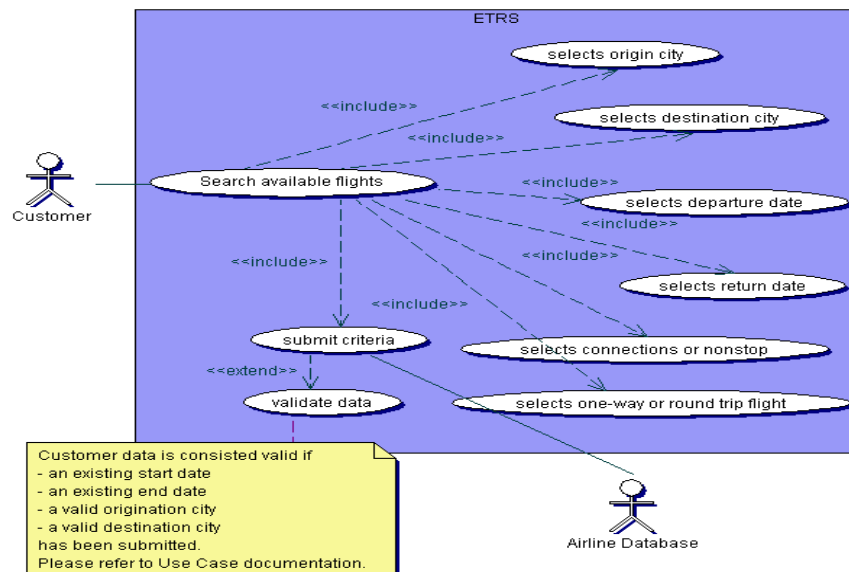 ETRS
selects origin city
<<include>>
selects destination city
<<include>>
Search available flights
<<include>>
selects departure date
Customer
<<include>>
<<include>>
selects return date
<<include>>
submit criteria
selects connections or nonstop
<<extend>>
validate data
selects one-way or round trip flight
Customer data is consisted valid if
- an existing start date
- an existing end date
- a valid origination city
- a valid destination city
has been submitted.
Please refer to Use Case documentation.
Airline Database